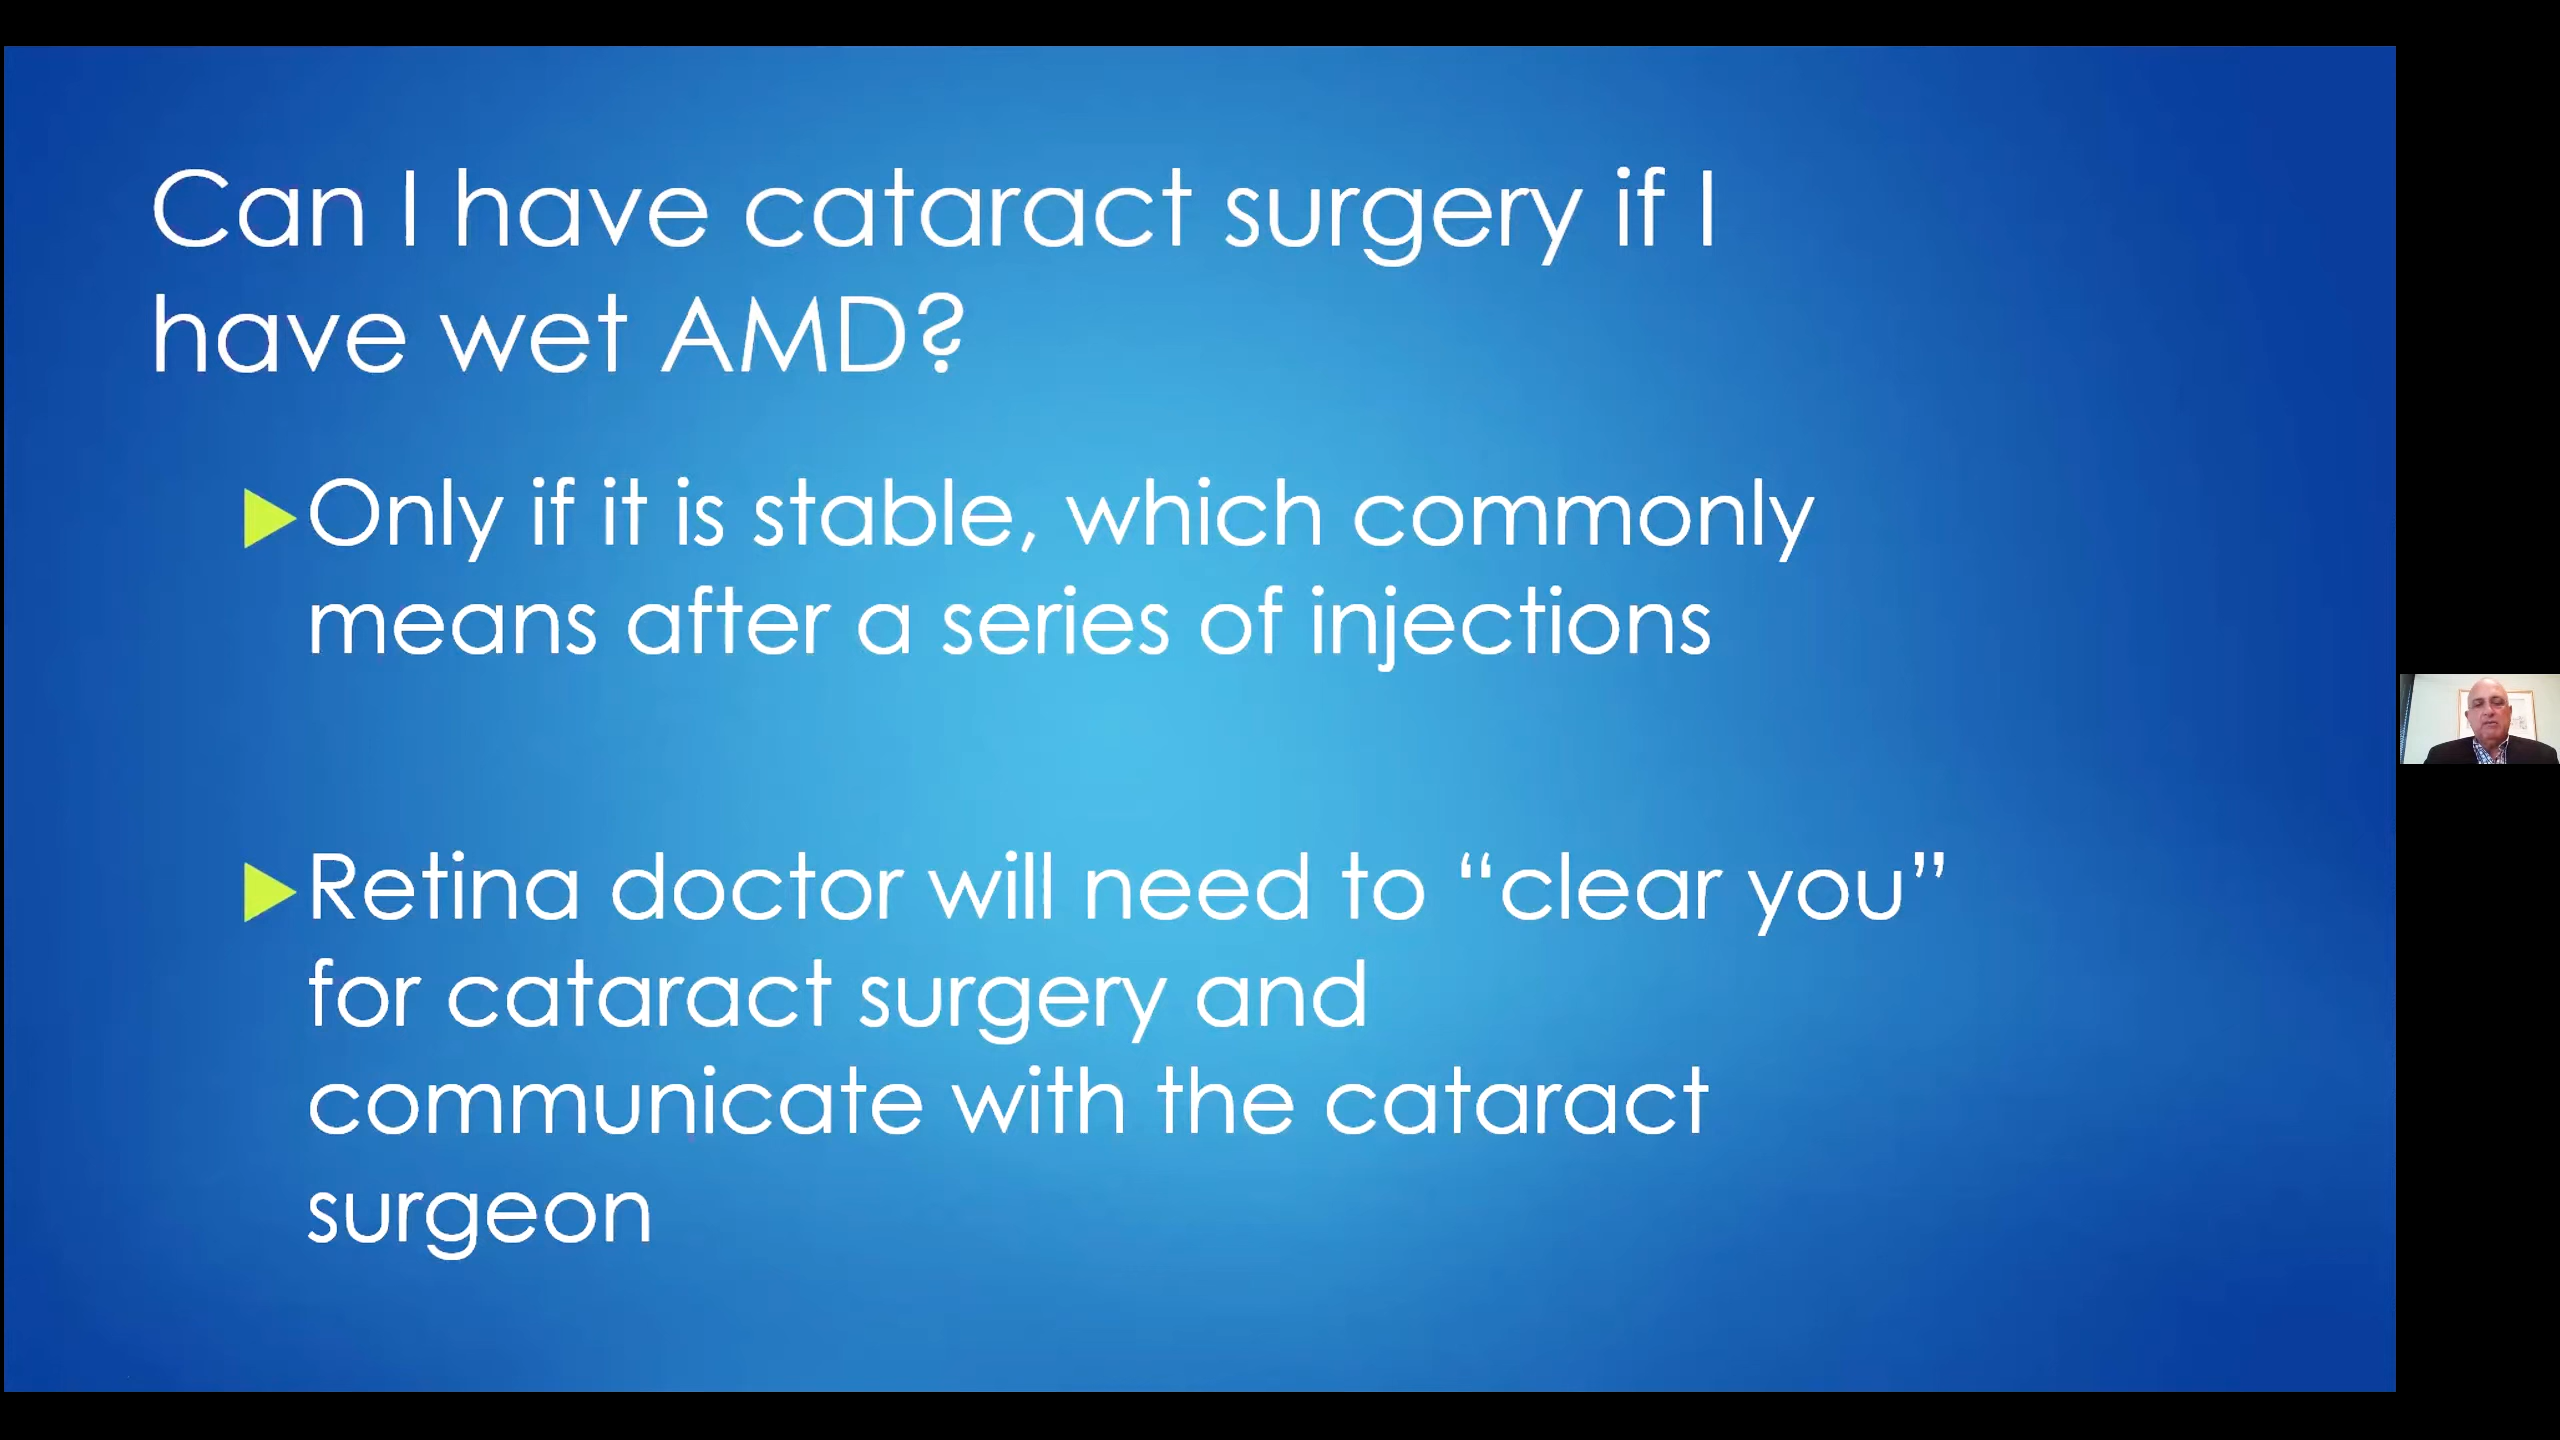 Can I have cataract surgery if I
have wet AMD?
Only if it is stable, which commonly
means after a series of injections
Retina doctor will need to “clear you”
for cataract surgery and
communicate with the cataract
surgeon